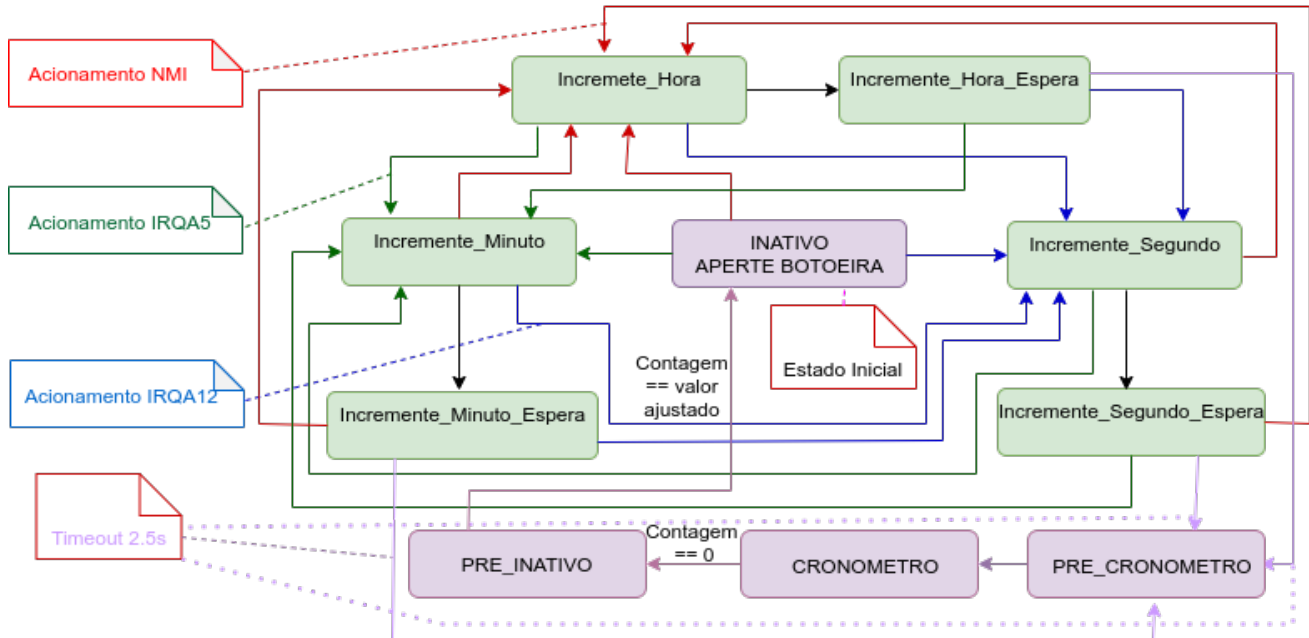 Acionamento NMI
Incremete_Hora
Incremente_Hora_Espera
Acionamento IRQA5
Incremente_Minuto
INATIVO
APERTE BOTOEIRA
Incremente_Segundo
Estado Inicial
Contagem
== valor
ajustado
Acionamento IRQA12
Incremente_Minuto_Espera
Incremente_Segundo_Espera
Timeout 2.5s
PRE_INATIVO
Contagem
== 0
CRONOMETRO
PRE_CRONOMETRO